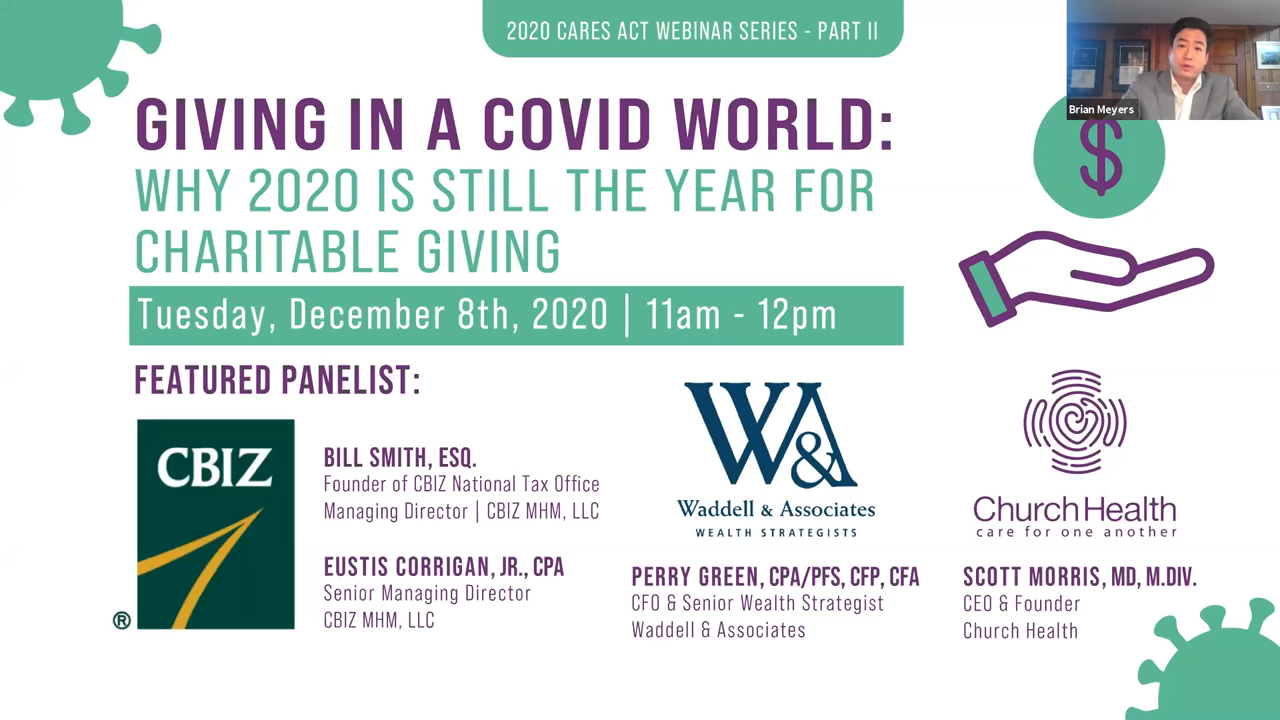 2020 CARES ACT WEBINAR SERIES - PART II
Brian Meyers
GIVING IN A COVID WORLD:
WHY 2020 IS STILL THE YEAR FOR
CHARITABLE GIVING
$
Tuesday, December 8th, 2020 | 11am - 12pm
FEATURED PANELIST:
CBIZ
®
BILL SMITH, ESQ.
Founder of CBIZ National Tax Office
Managing Director | CBIZ MHM, LLC
EUSTIS CORRIGAN, JR., CPA
Senior Managing Director
CBIZ MHM, LLC
W&A
Waddell & Associates
WEALTH STRATEGISTS
PERRY GREEN, CPA/PFS, CFP, CFA
CFO & Senior Wealth Strategist
Waddell & Associates
Church Health
care for one another
SCOTT MORRIS, MD, M.DIV.
CEO & Founder
Church Health